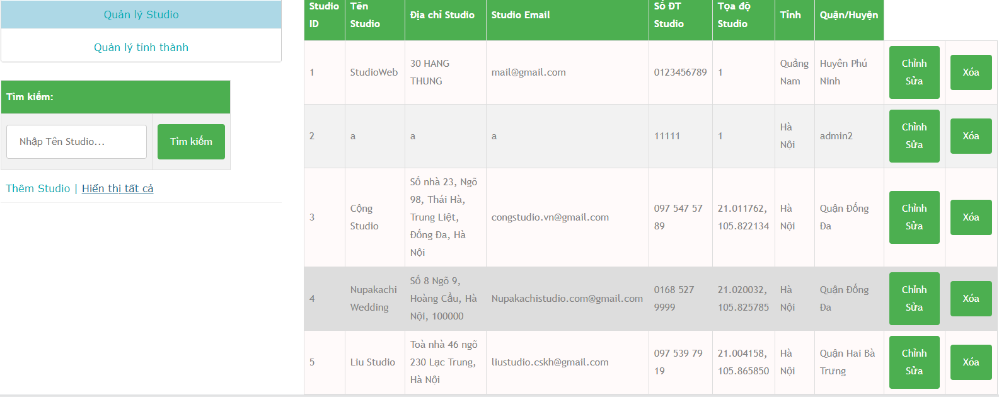 Quản lý Studio
Quản lý tỉnh thành
Tìm kiếm:
Nhập Tên Studio...
Tìm kiếm
Thêm Studio | Hiển thị tất cả
Studio
ID
Tên
Studio
Địa chỉ Studio
Studio Email
Số ĐT
Studio
Tọa độ
Studio
Tỉnh
Quận/Huyện
1
StudioWeb
30 HANG
THUNG
mail@gmail.com
0123456789
1
Quảng
Nam
Huyên Phú
Ninh
Chỉnh
Sửa
Xóa
2
a
a
a
11111
1
Hà
Nội
admin2
Chỉnh
Sửa
Xóa
3
Cộng
Studio
Số nhà 23, Ngõ
98, Thái Hà,
Trung Liệt,
Đống Đa, Hà
Nội
congstudio.vn@gmail.com
097 547 57
89
21.011762,
105.822134
Hà
Nội
Quận Đống
Đa
Chỉnh
Sửa
Xóa
4
Nupakachi
Wedding
Số 8 Ngõ 9,
Hoàng Cầu, Hà
Nội, 100000
Nupakachistudio.com@gmail.com
0168 527
9999
21.020032,
105.825785
Hà
Nội
Quận Đống
Đa
Chỉnh
Sửa
Xóa
5
Liu Studio
Toà nhà 46 ngõ
230 Lạc Trung,
Hà Nội
liustudio.cskh@gmail.com
097 539 79
19
21.004158,
105.865850
Hà
Nội
Quận Hai Bà
Trưng
Chỉnh
Sửa
Xóa